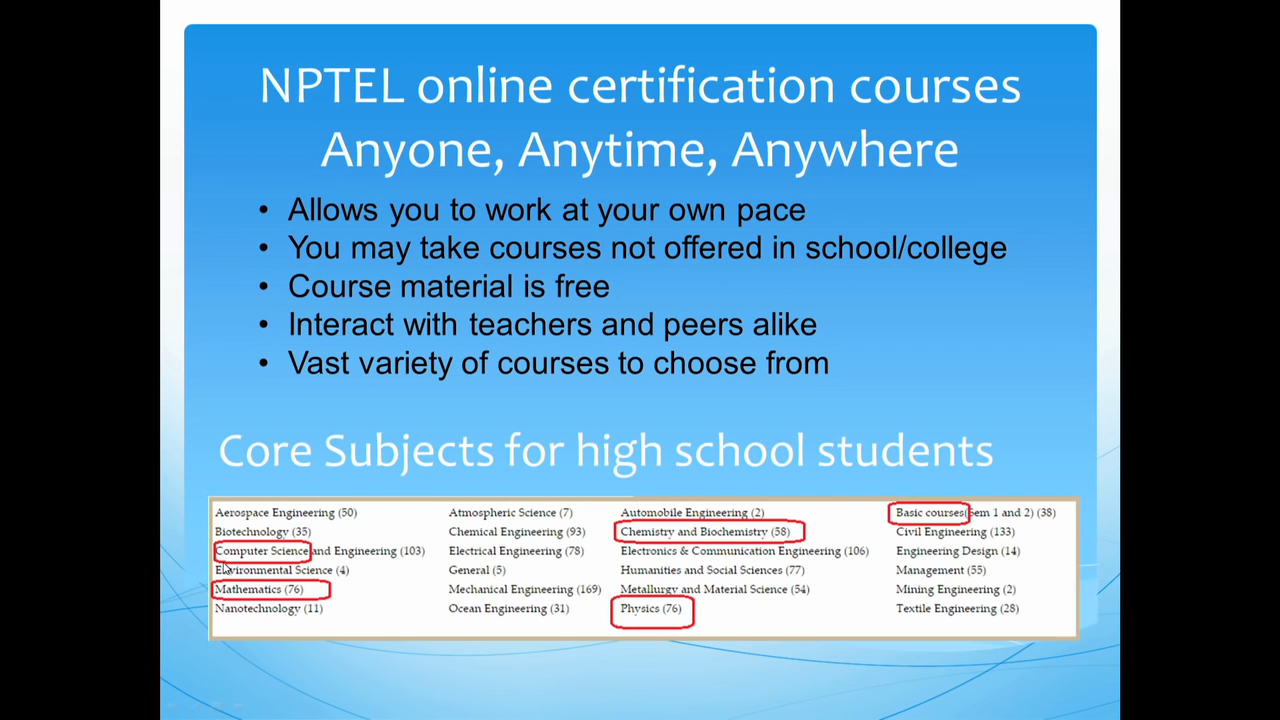 NPTEL online certification courses
Anyone, Anytime, Anywhere
• Allows you to work at your own pace
• You may take courses not offered in school/college
• Course material is free
• Interact with teachers and peers alike
• Vast variety of courses to choose from
Core Subjects for high school students
Aerospace Engineering (50) Atmospheric Science (7) Automobile Engineering (2) Basic courses(Sem 1 and 2) (38)
Biotechnology (35) Chemical Engineering (93) Chemistry and Biochemistry (58) Civil Engineering (133)
Computer Science and Engineering (103) Electrical Engineering (78) Electronics & Communication Engineering (106) Engineering Design (14)
Environmental Science (4) General (5) Humanities and Social Sciences (77) Management (55)
Mathematics (76) Mechanical Engineering (169) Metallurgy and Material Science (54) Mining Engineering (2)
Nanotechnology (11) Ocean Engineering (31) Physics (76) Textile Engineering (28)